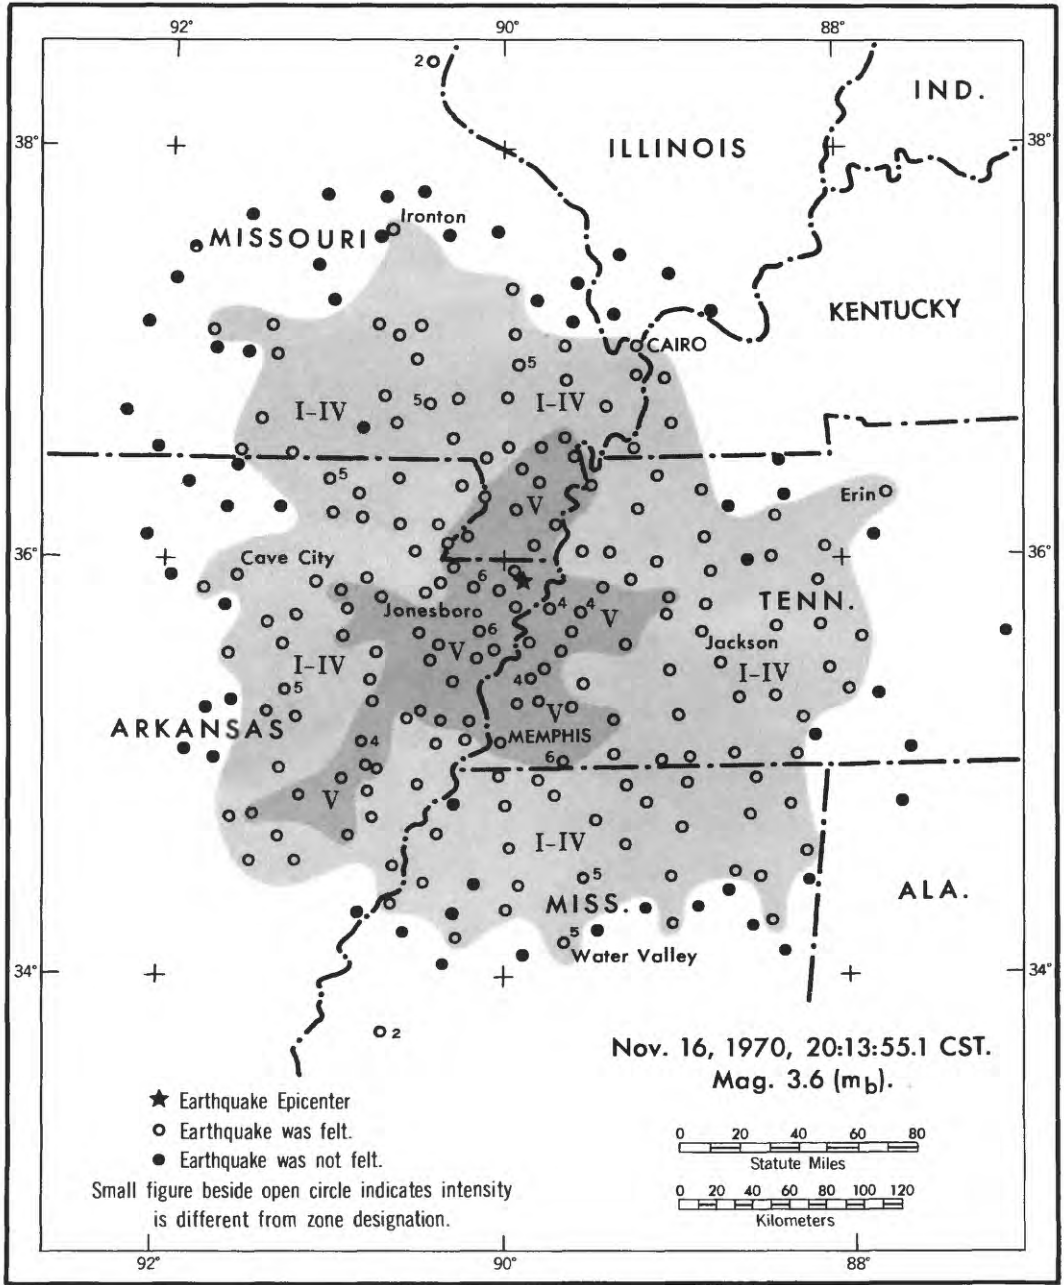 92° 90° 88°
2
IND.
38° 38°
ILLINOIS
Ironton
MISSOURI
KENTUCKY
CAIRO
5
5
I-IV I-IV
5
Erin
V
36° 36°
Cave City
6
TENN.
Jonesboro 4 4
V
6
Jackson
V
I-IV
I-IV
4
5
V
ARKANSAS
MEMPHIS
4
6
V
I-IV
5
ALA.
MISS.
5
Water Valley
34° 34°
2
Nov. 16, 1970, 20:13:55.1 CST.
Mag. 3.6 (mb).
Earthquake Epicenter
Earthquake was felt.
Earthquake was not felt.
Small figure beside open circle indicates intensity
is different from zone designation.
0 20 40 60 80
Statute Miles
0 20 40 60 80 100 120
Kilometers
92° 90° 88°